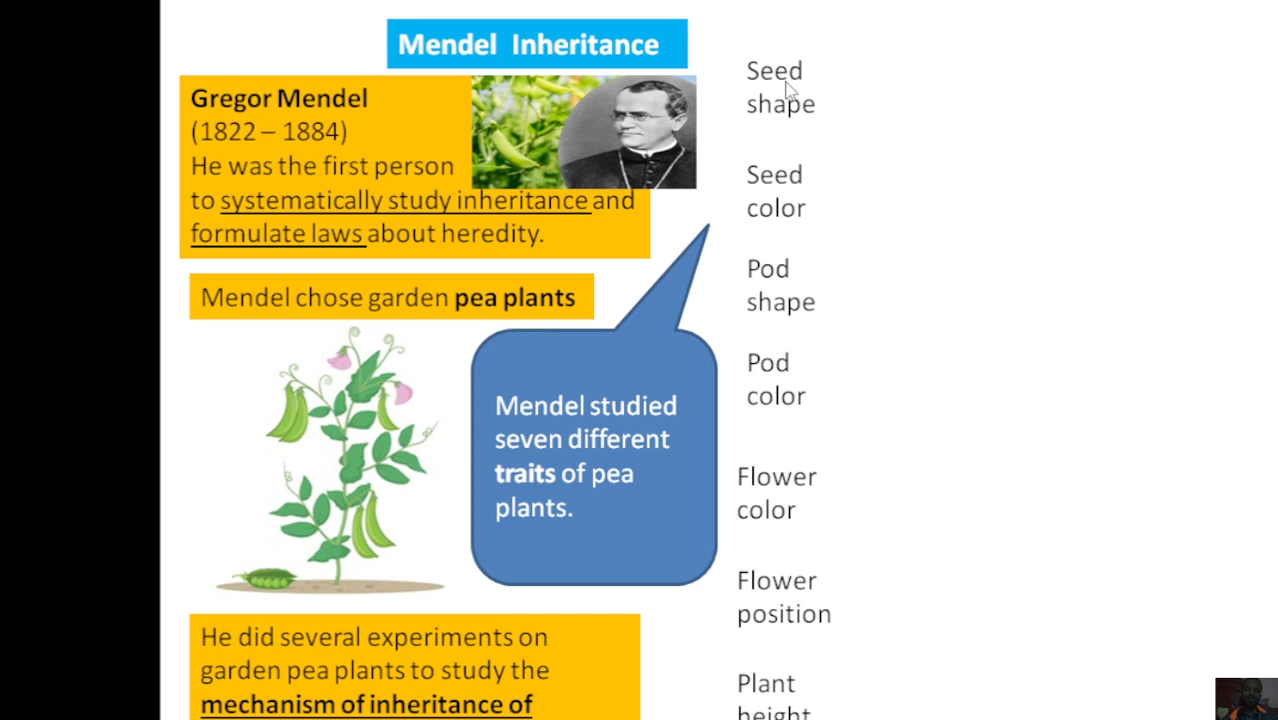 Mendel Inheritance
Gregor Mendel
(1822 – 1884)
He was the first person
to systematically study inheritance and
formulate laws about heredity.
Mendel chose garden pea plants
Mendel studied
seven different
traits of pea
plants.
He did several experiments on
garden pea plants to study the
mechanism of inheritance of
Seed
shape
Seed
color
Pod
shape
Pod
color
Flower
color
Flower
position
Plant
height